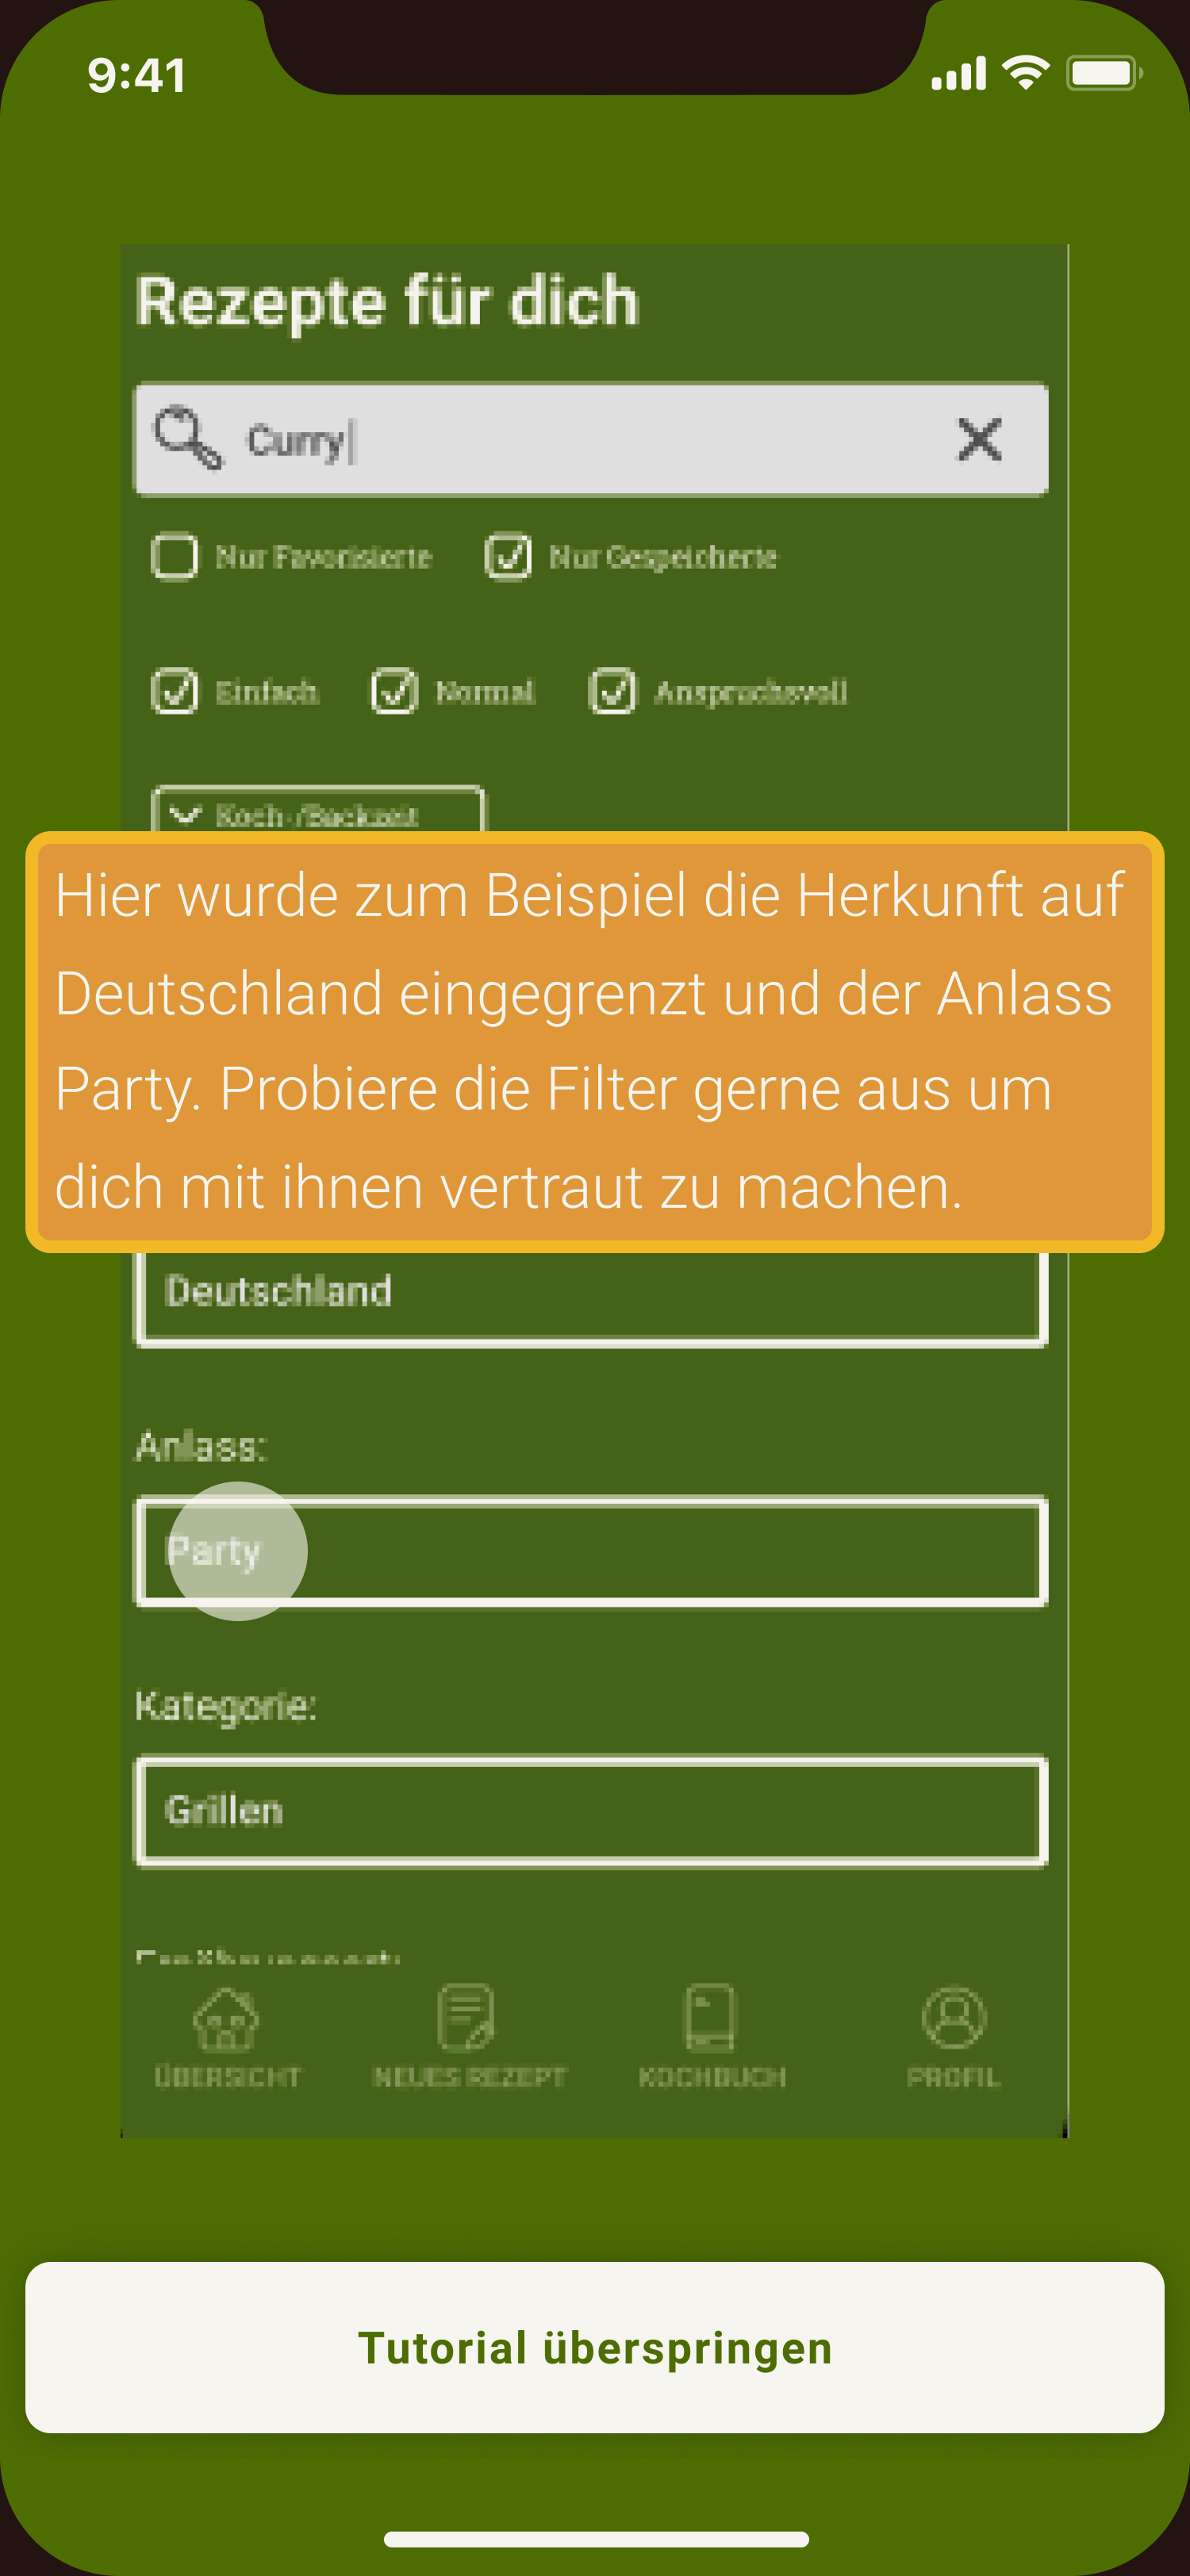 9:41
Rezepte für dich
Curry
Nur Favorisierte
Nur Gespeicherte
Einfach
Normal
Anspruchsvoll
Koch-/Backzeit
Hier wurde zum Beispiel die Herkunft auf
Deutschland eingegrenzt und der Anlass
Party. Probiere die Filter gerne aus um
dich mit ihnen vertraut zu machen.
Deutschland
Anlass:
Party
Kategorie:
Grillen
ÜBERSICHT
NEUES REZEPT
KOCHBUCH
PROFIL
Tutorial überspringen